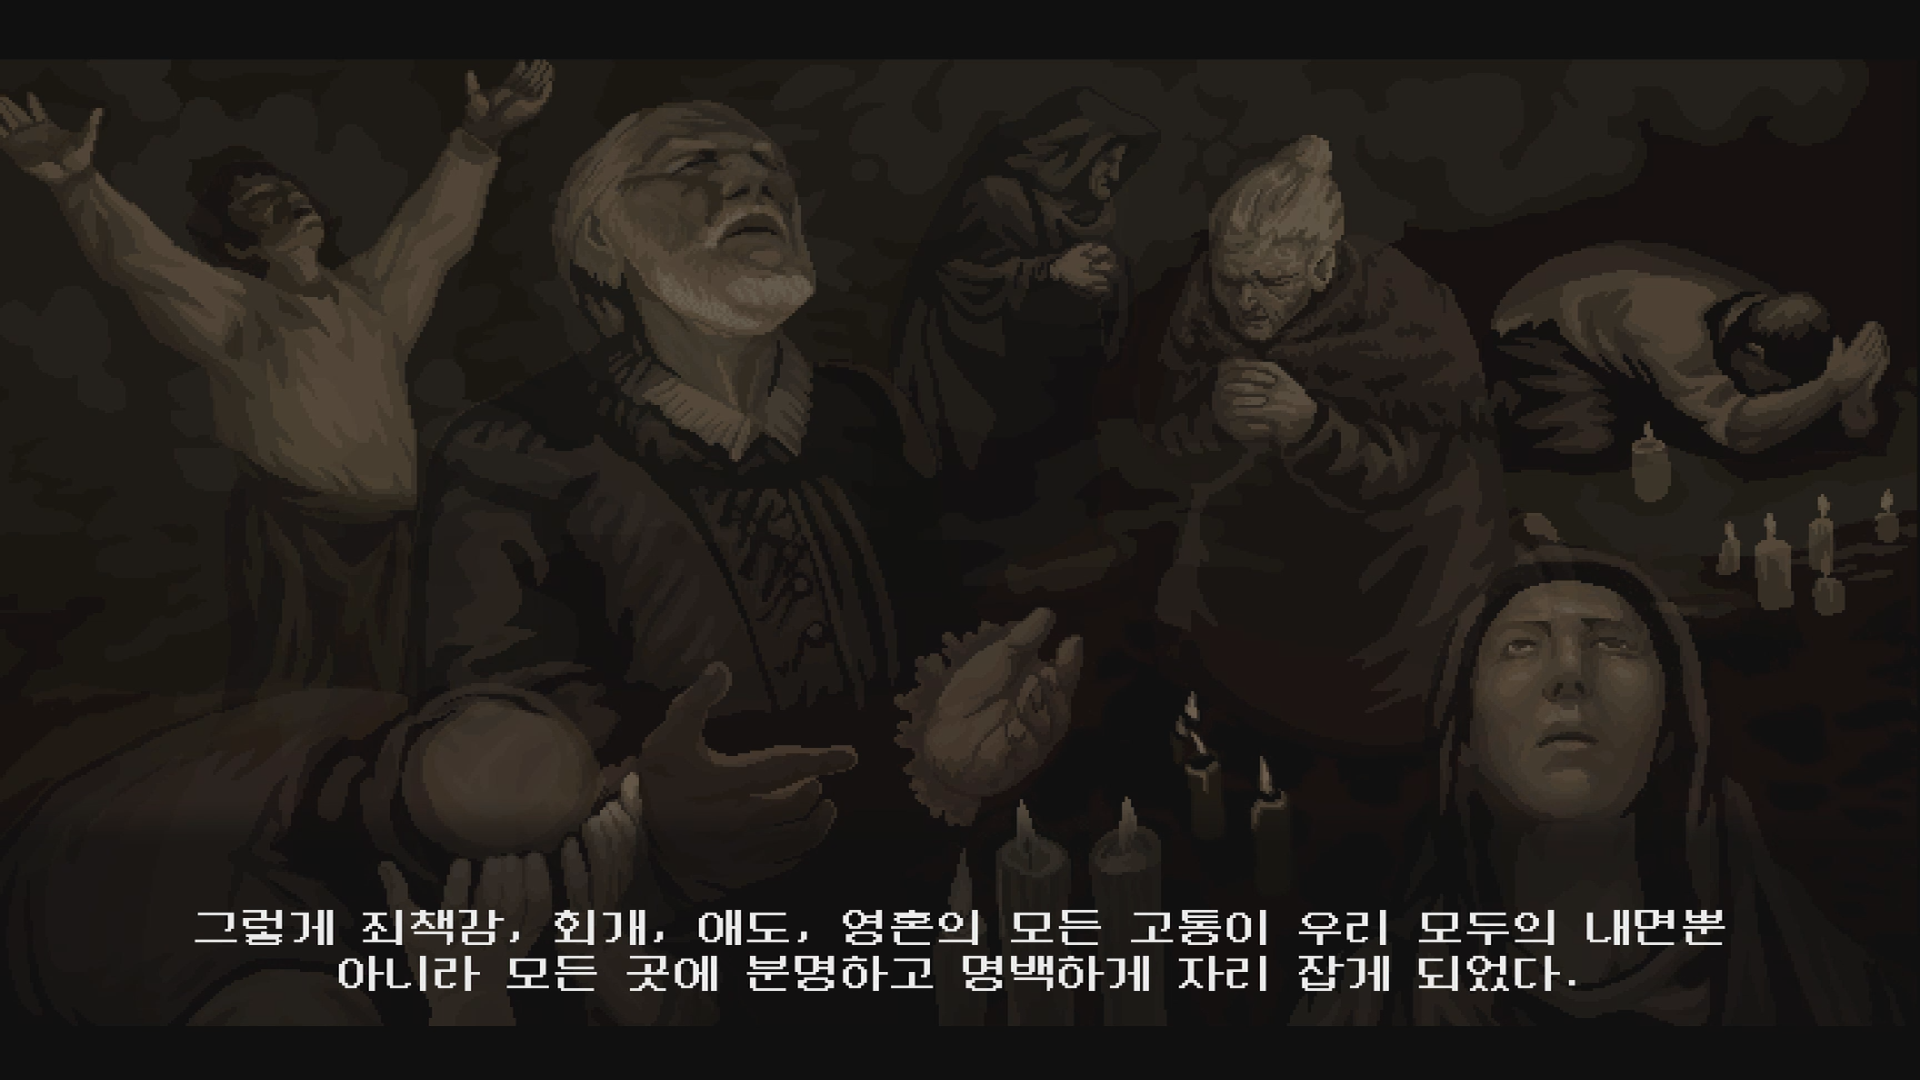 그렇게 죄책감, 회개, 애도, 영혼의 모든 고통이 우리 모두의 내면뿐
아니라 모든 곳에 분명하고 명백하게 자리 잡게 되었다.